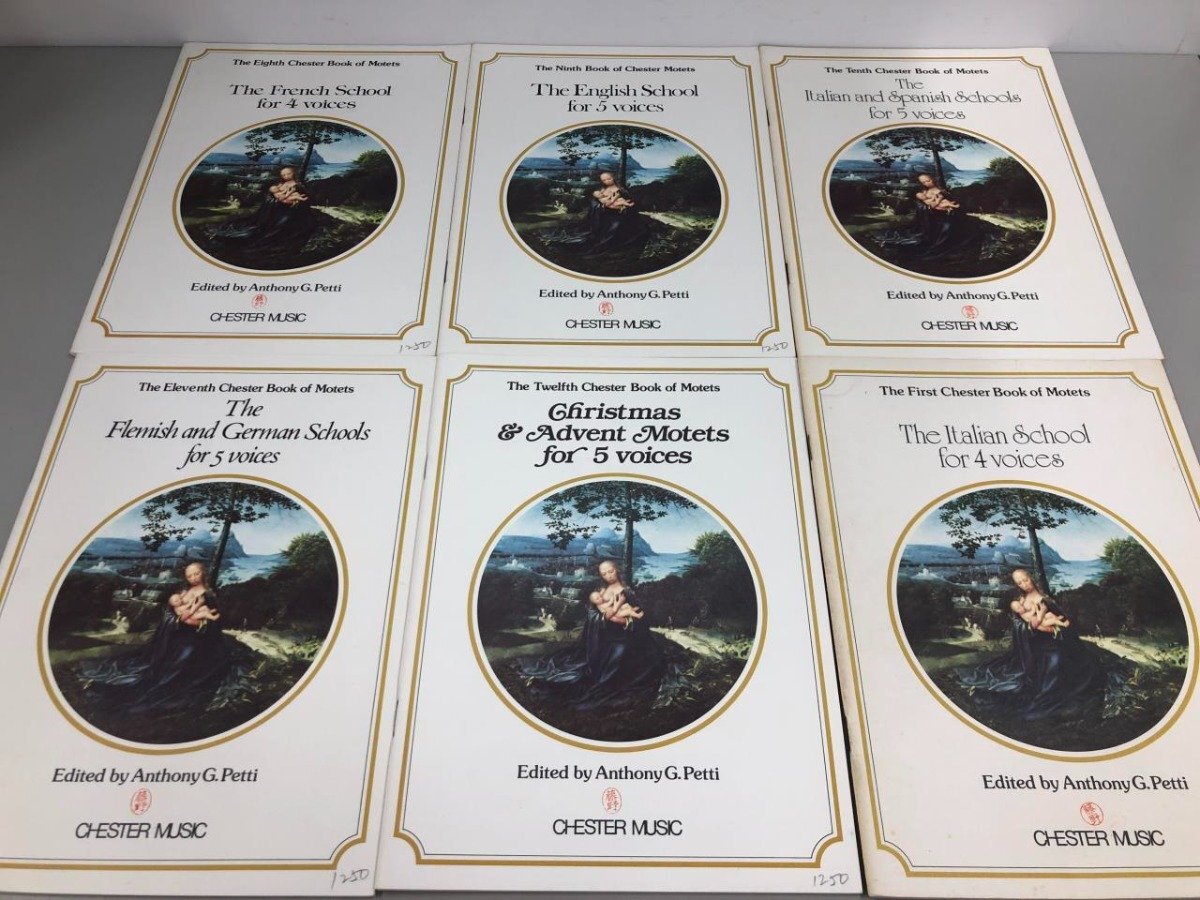 The Eighth Chester Book of Motets
The French School
for 4 voices
Edited by Anthony G. Petti
CHESTER MUSIC
1250
The Ninth Book of Chester Motets
The English School
for 5 voices
Edited by Anthony G. Petti
CHESTER MUSIC
1250
The Tenth Chester Book of Motets
The
Italian and Spanish Schools
for 5 voices
Edited by Anthony G. Petti
CHESTER MUSIC
The Eleventh Chester Book of Motets
The
Flemish and German Schools
for 5 voices
Edited by Anthony G. Petti
CHESTER MUSIC
1250
The Twelfth Chester Book of Motets
Christmas
& Advent Motets
for 5 voices
Edited by Anthony G. Petti
CHESTER MUSIC
1250
The First Chester Book of Motets
The Italian School
for 4 voices
Edited by Anthony G. Petti
CHESTER MUSIC